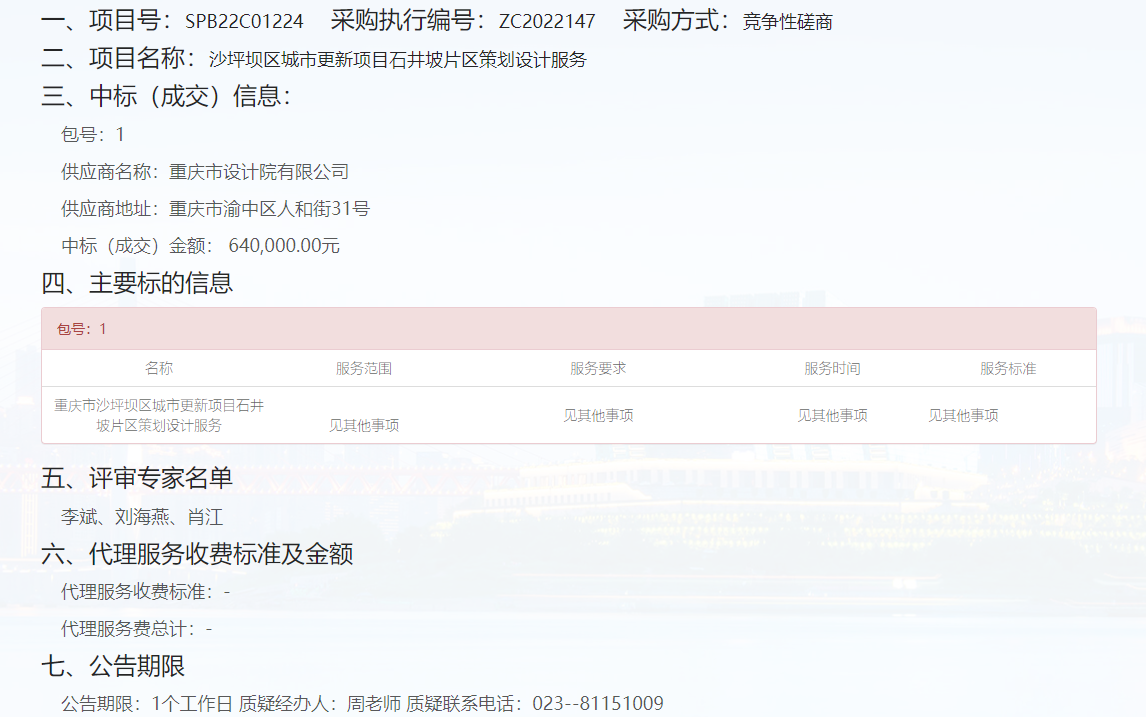 一、项目号：SPB22C01224 采购执行编号：ZC2022147 采购方式：竞争性磋商
二、项目名称：沙坪坝区城市更新项目石井坡片区策划设计服务
三、中标（成交）信息：
包号：1
供应商名称：重庆市设计院有限公司
供应商地址：重庆市渝中区人和街31号
中标（成交）金额： 640,000.00元
四、主要标的信息
包号：1
名称 服务范围 服务要求 服务时间 服务标准
重庆市沙坪坝区城市更新项目石井
坡片区策划设计服务 见其他事项 见其他事项 见其他事项 见其他事项
五、评审专家名单
李斌、刘海燕、肖江
六、代理服务收费标准及金额
代理服务收费标准：-
代理服务费总计：-
七、公告期限
公告期限：1个工作日 质疑经办人：周老师 质疑联系电话：023--81151009